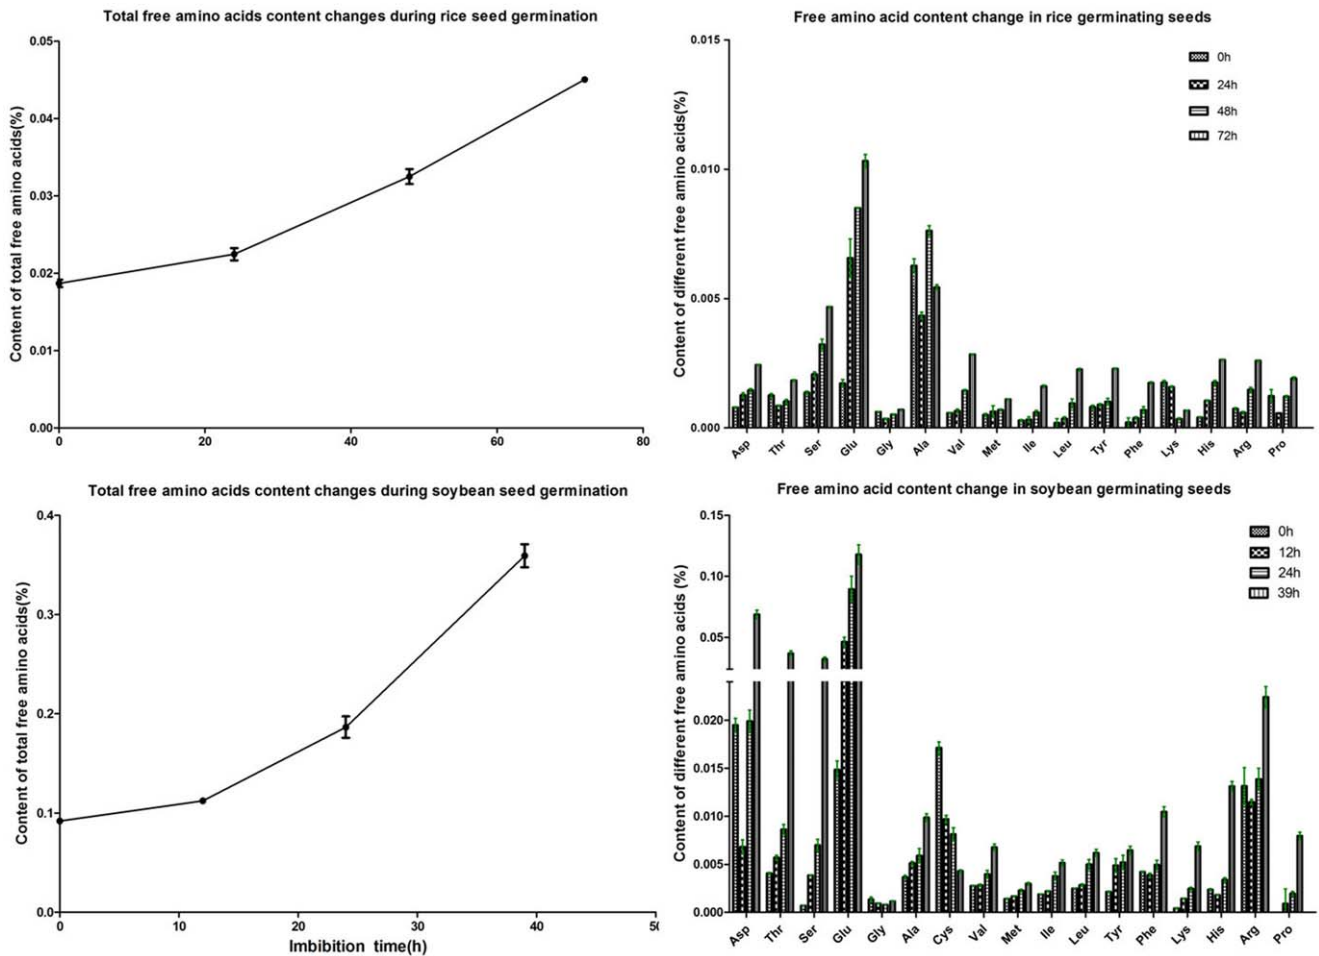 Total free amino acids content changes during rice seed germination
Content of total free amino acids(%)
0.05
0.04
0.03
0.02
0.01
0.00
0
20
40
60
80
Free amino acid content change in rice germinating seeds
Content of different free amino acids(%)
0.015
0.010
0.005
0.000
0h
24h
48h
72h
Asp
Thr
Ser
Glu
Gly
Ala
Val
Met
Ile
Leu
Tyr
Phe
Lys
His
Arg
Pro
Total free amino acids content changes during soybean seed germination
Content of total free amino acids(%)
0.4
0.3
0.2
0.1
0.0
0
10
20
30
40
Imbibition time(h)
Free amino acid content change in soybean germinating seeds
Content of different free amino acids (%)
0.15
0.10
0.05
0.020
0.015
0.010
0.005
0.000
0h
12h
24h
39h
Asp
Thr
Ser
Glu
Gly
Ala
Cys
Val
Met
Ile
Leu
Tyr
Phe
Lys
His
Arg
Pro